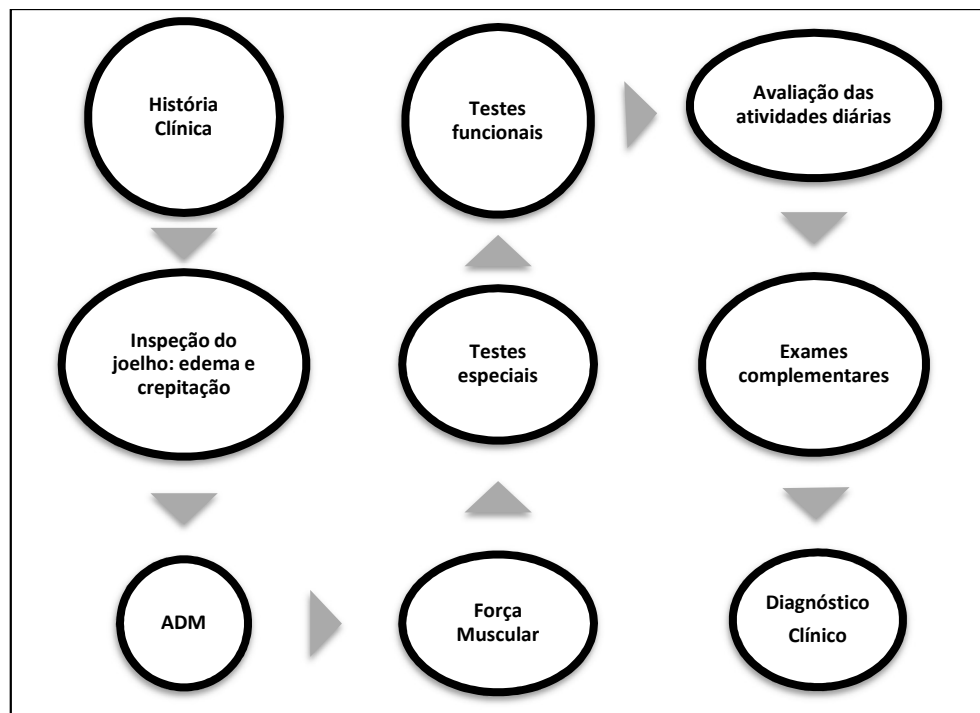 História
Clínica
Inspeção do
joelho: edema e
crepitação
ADM
Força
Muscular
Testes
especiais
Testes
funcionais
Avaliação das
atividades diárias
Exames
complementares
Diagnóstico
Clínico